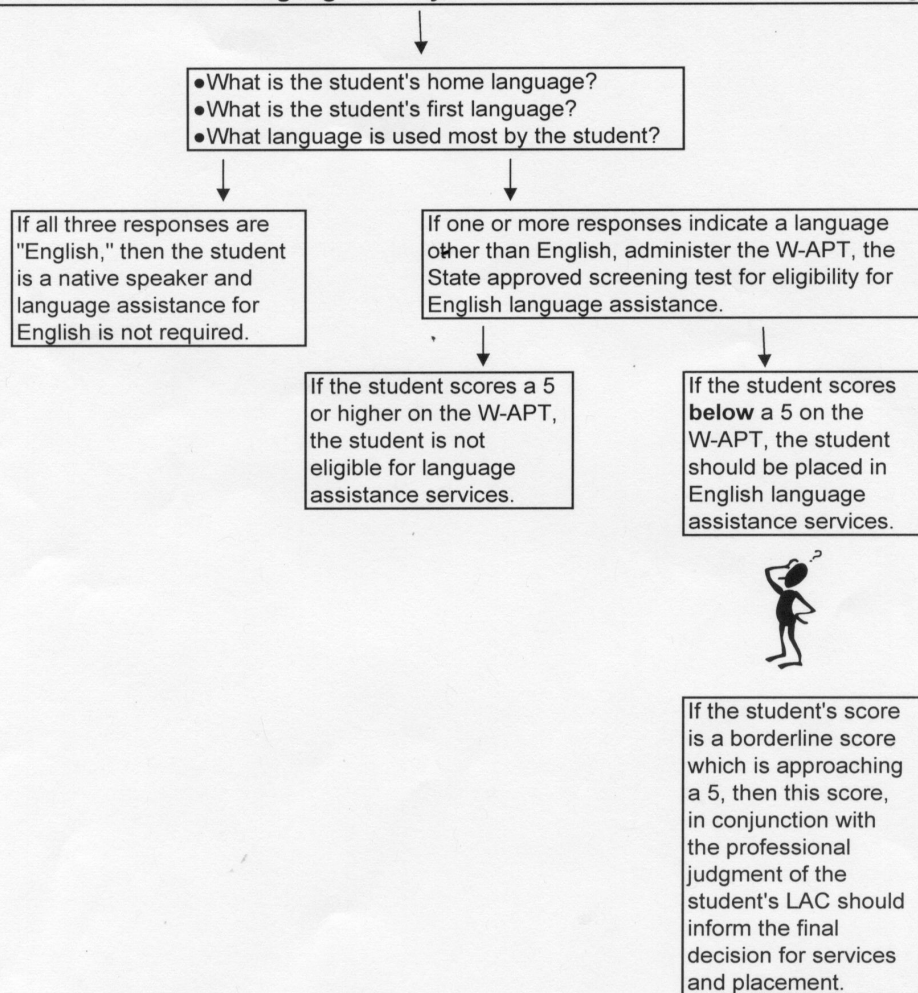 •What is the student's home language?
•What is the student's first language?
•What language is used most by the student?
If all three responses are
"English," then the student
is a native speaker and
language assistance for
English is not required.
If one or more responses indicate a language
other than English, administer the W-APT, the
State approved screening test for eligibility for
English language assistance.
If the student scores a 5
or higher on the W-APT,
the student is not
eligible for language
assistance services.
If the student scores
below a 5 on the
W-APT, the student
should be placed in
English language
assistance services.
?
If the student's score
is a borderline score
which is approaching
a 5, then this score,
in conjunction with
the professional
judgment of the
student's LAC should
inform the final
decision for services
and placement.